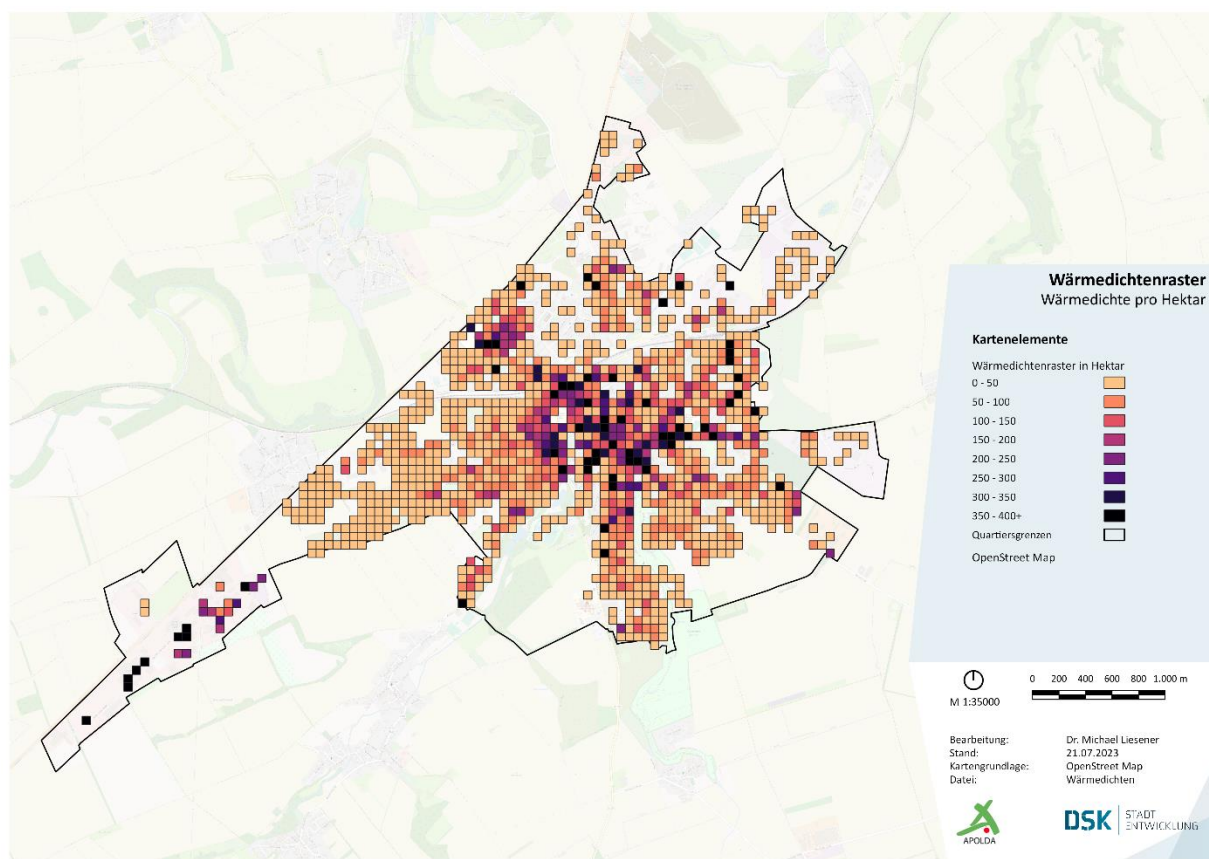 Wärmedichtenraster
Wärmedichte pro Hektar
Kartenelemente
Wärmedichtenraster in Hektar
0 - 50
50 - 100
100 - 150
150 - 200
200 - 250
250 - 300
300 - 350
350 - 400+
Quartiersgrenzen
OpenStreet Map
0 200 400 600 800 1.000 m
M 1:35000
Bearbeitung: Dr. Michael Liesener
Stand: 21.07.2023
Kartengrundlage: OpenStreet Map
Datei: Wärmedichten
APOLDA
DSK STADT
ENTWICKLUNG